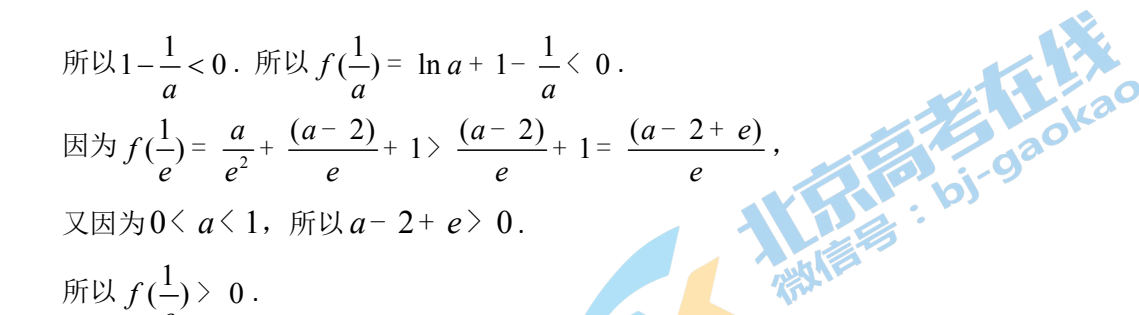 所以1−1/a<0．所以 f(1/a)= ln a+ 1− 1/a< 0．
因为 f(1/e)= a/e²+ (a− 2)/e+ 1> (a− 2)/e+ 1= (a− 2+ e)/e，
又因为0< a< 1，所以 a− 2+ e> 0．
所以 f(1/e)> 0．
北京高考在线
微信号：bj-gaokao